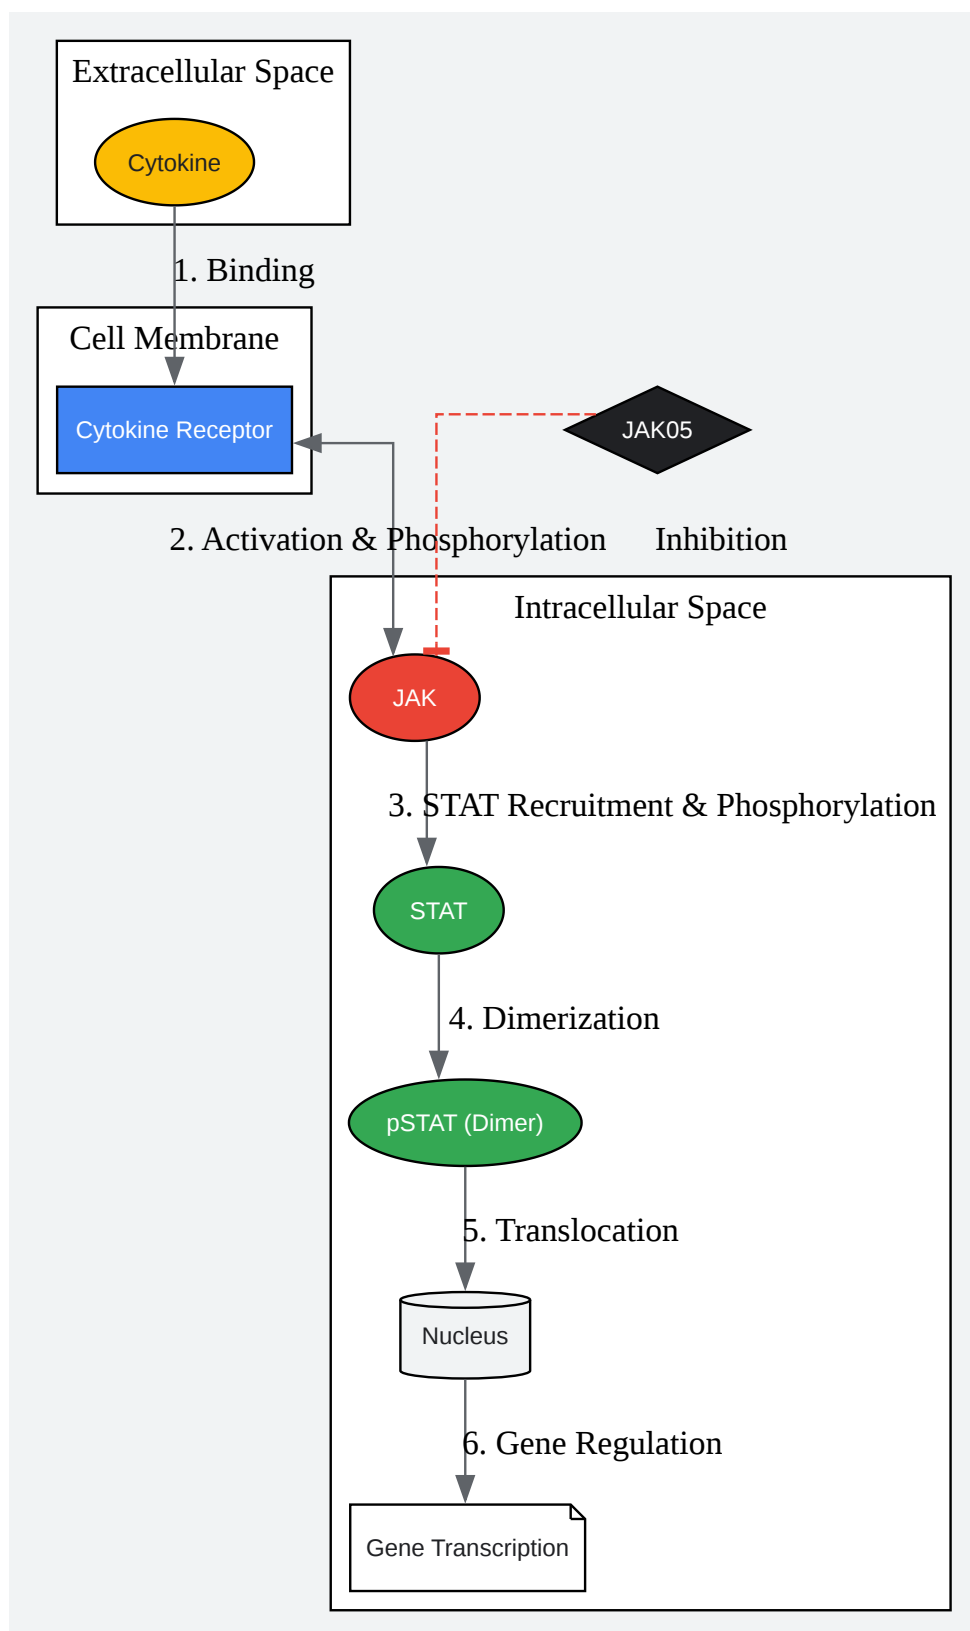 Extracellular Space
Cytokine
1. Binding
Cell Membrane
Cytokine Receptor
JAK05
2. Activation & Phosphorylation
Inhibition
Intracellular Space
JAK
3. STAT Recruitment & Phosphorylation
STAT
4. Dimerization
pSTAT (Dimer)
5. Translocation
Nucleus
6. Gene Regulation
Gene Transcription